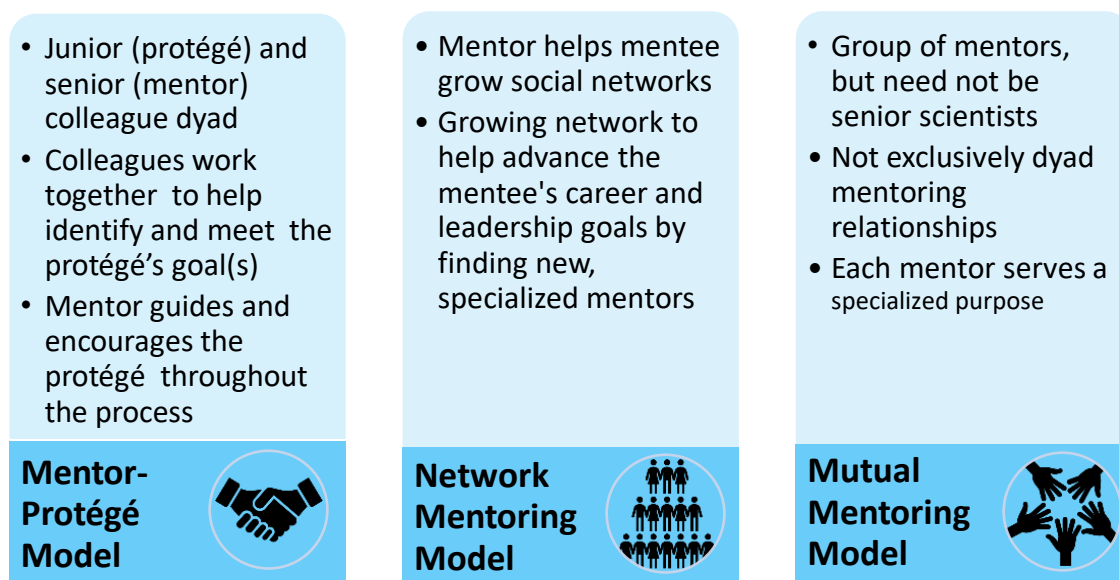 • Junior (protégé) and
senior (mentor)
colleague dyad
• Colleagues work
together to help
identify and meet the
protégé’s goal(s)
• Mentor guides and
encourages the
protégé throughout
the process
Mentor-
Protégé
Model
• Mentor helps mentee
grow social networks
• Growing network to
help advance the
mentee's career and
leadership goals by
finding new,
specialized mentors
Network
Mentoring
Model
• Group of mentors,
but need not be
senior scientists
• Not exclusively dyad
mentoring
relationships
• Each mentor serves a
specialized purpose
Mutual
Mentoring
Model